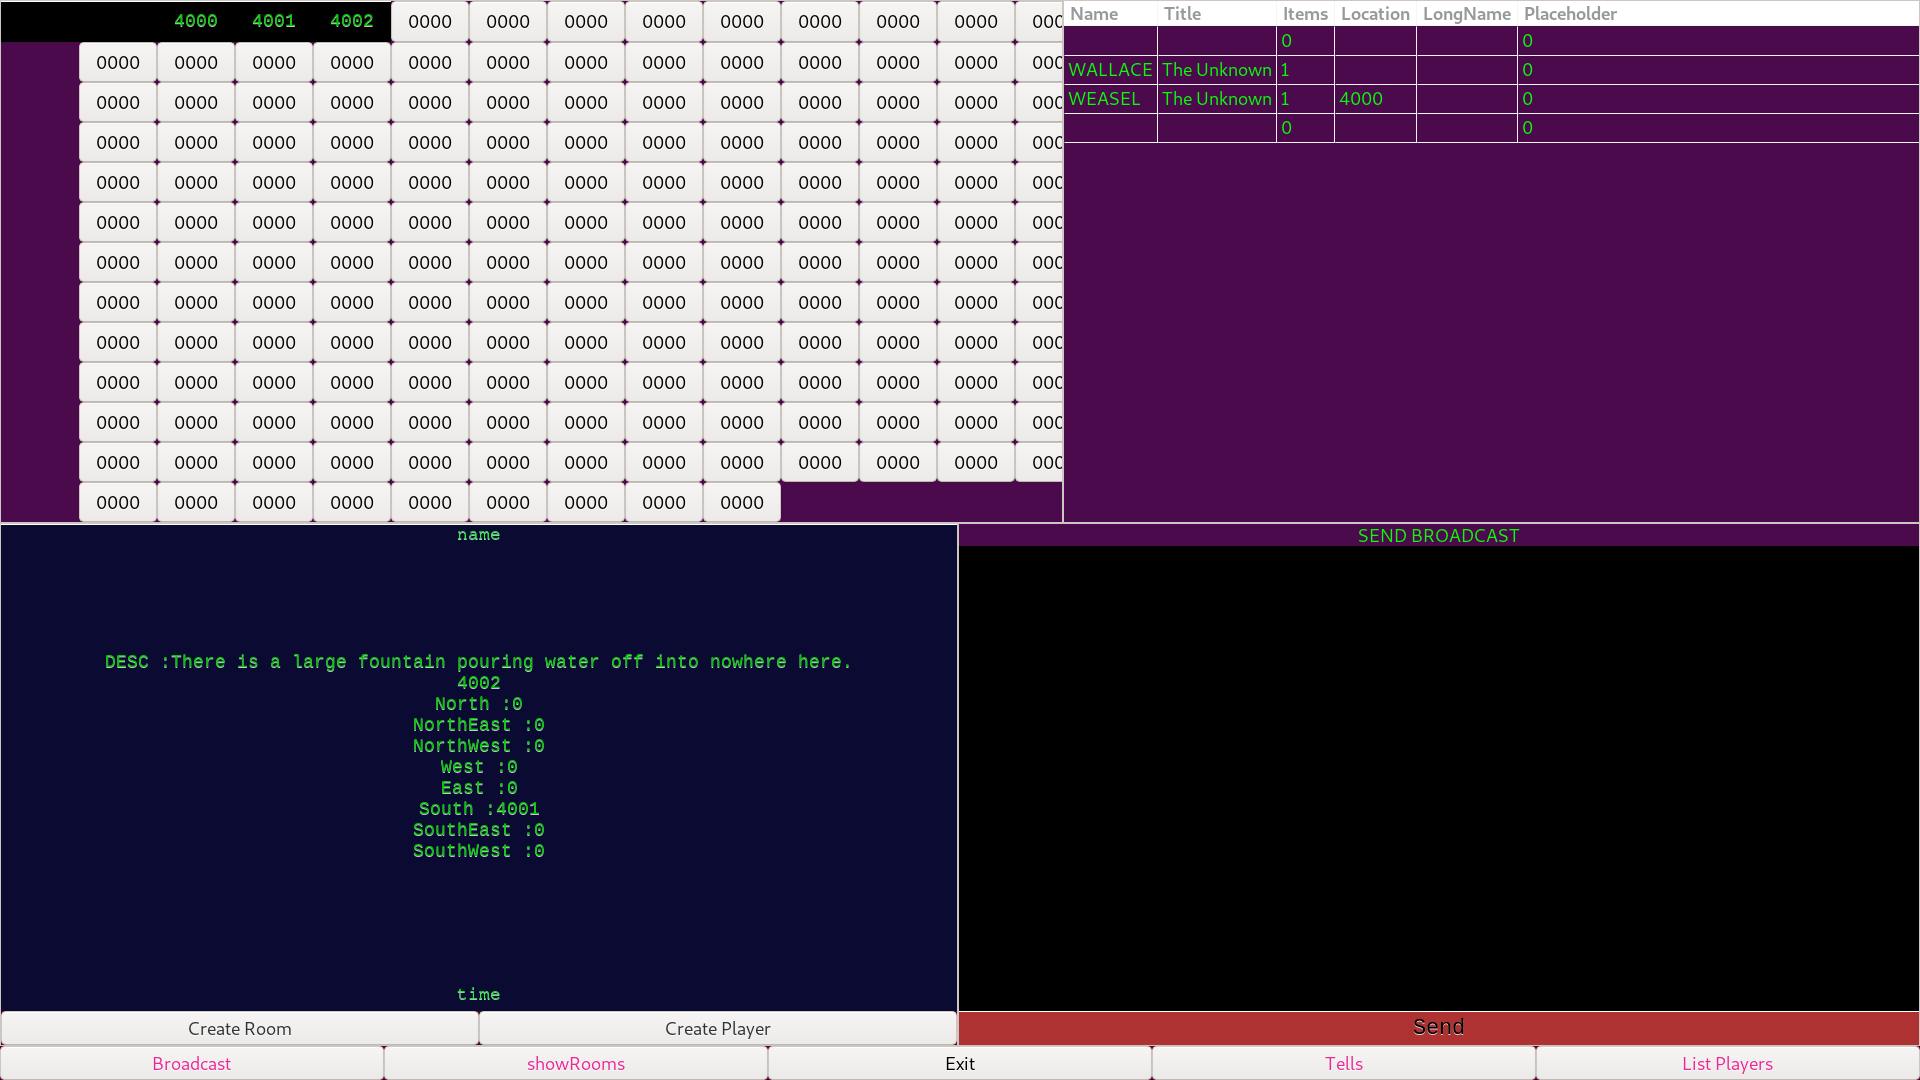 4000 4001 4002 0000 0000 0000 0000 0000 0000 0000 0000 000
0000 0000 0000 0000 0000 0000 0000 0000 0000 0000 0000 0000 000
0000 0000 0000 0000 0000 0000 0000 0000 0000 0000 0000 0000 000
0000 0000 0000 0000 0000 0000 0000 0000 0000 0000 0000 0000 000
0000 0000 0000 0000 0000 0000 0000 0000 0000 0000 0000 0000 000
0000 0000 0000 0000 0000 0000 0000 0000 0000 0000 0000 0000 000
0000 0000 0000 0000 0000 0000 0000 0000 0000 0000 0000 0000 000
0000 0000 0000 0000 0000 0000 0000 0000 0000 0000 0000 0000 000
0000 0000 0000 0000 0000 0000 0000 0000 0000 0000 0000 0000 000
0000 0000 0000 0000 0000 0000 0000 0000 0000 0000 0000 0000 000
0000 0000 0000 0000 0000 0000 0000 0000 0000 0000 0000 0000 000
0000 0000 0000 0000 0000 0000 0000 0000 0000 0000 0000 0000 000
0000 0000 0000 0000 0000 0000 0000 0000 0000
Name Title Items Location LongName Placeholder
0 0
WALLACE The Unknown 1 0
WEASEL The Unknown 1 4000 0
0 0
name
DESC :There is a large fountain pouring water off into nowhere here.
4002
North :0
NorthEast :0
NorthWest :0
West :0
East :0
South :4001
SouthEast :0
SouthWest :0
time
Create Room Create Player
SEND BROADCAST
Send
Broadcast showRooms Exit Tells List Players